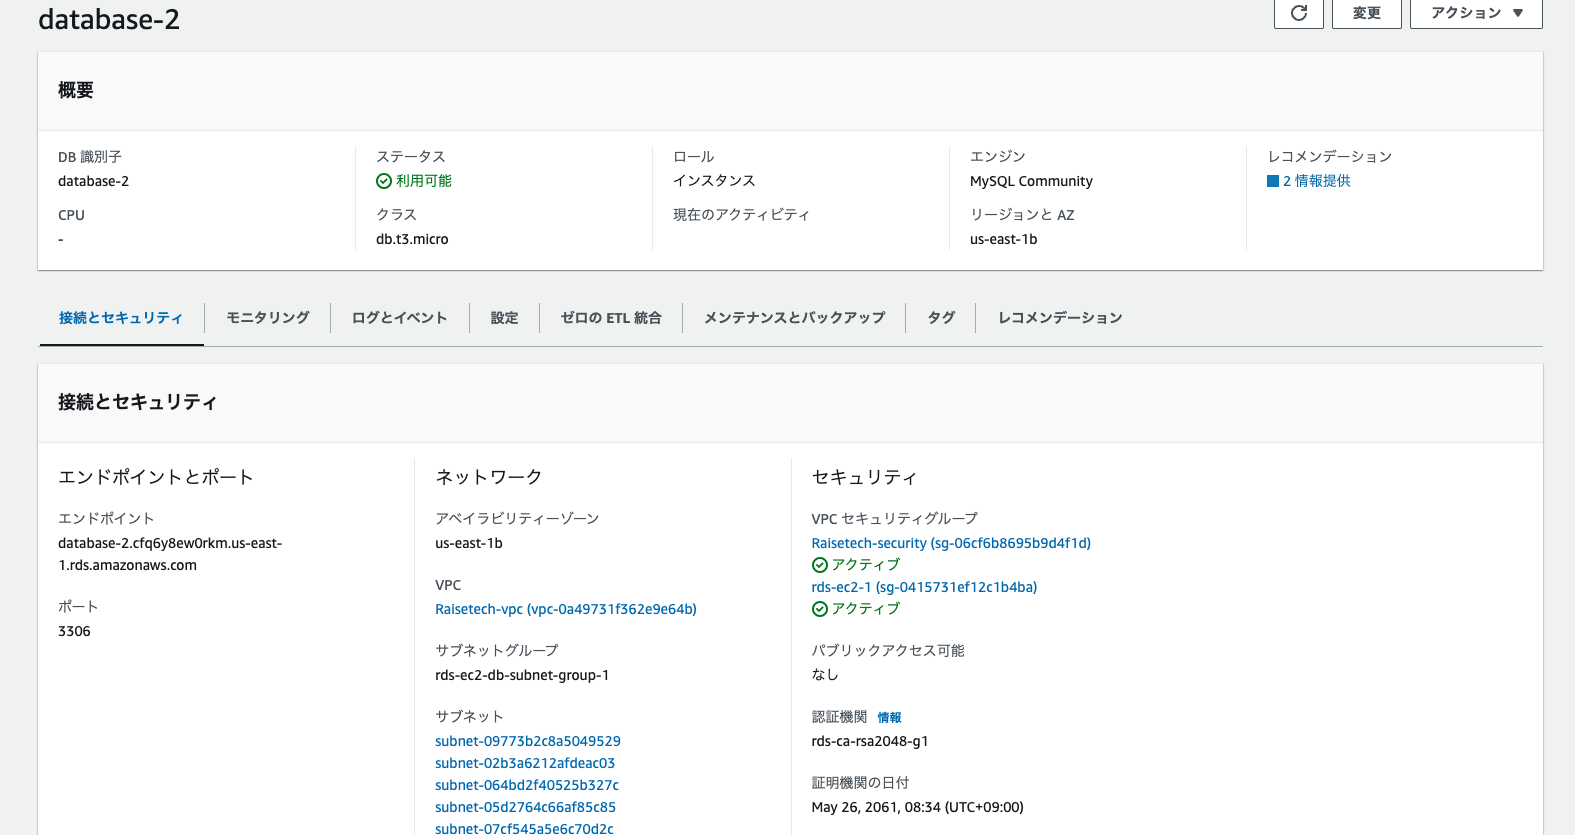 database-2
変更
アクション ▼
概要
DB 識別子
database-2
CPU
-
ステータス
利用可能
クラス
db.t3.micro
ロール
インスタンス
現在のアクティビティ
エンジン
MySQL Community
リージョンと AZ
us-east-1b
レコメンデーション
2 情報提供
接続とセキュリティ
モニタリング
ログとイベント
設定
ゼロの ETL 統合
メンテナンスとバックアップ
タグ
レコメンデーション
接続とセキュリティ
エンドポイントとポート
エンドポイント
database-2.cfq6y8ew0rkm.us-east-
1.rds.amazonaws.com
ポート
3306
ネットワーク
アベイラビリティーゾーン
us-east-1b
VPC
Raisetech-vpc (vpc-0a49731f362e9e64b)
サブネットグループ
rds-ec2-db-subnet-group-1
サブネット
subnet-09773b2c8a5049529
subnet-02b3a6212afdeac03
subnet-064bd2f40525b327c
subnet-05d2764c66af85c85
subnet-07cf545a5e6c70d2c
セキュリティ
VPC セキュリティグループ
Raisetech-security (sg-06cf6b8695b9d4f1d)
アクティブ
rds-ec2-1 (sg-0415731ef12c1b4ba)
アクティブ
パブリックアクセス可能
なし
認証機関 情報
rds-ca-rsa2048-g1
証明機関の日付
May 26, 2061, 08:34 (UTC+09:00)